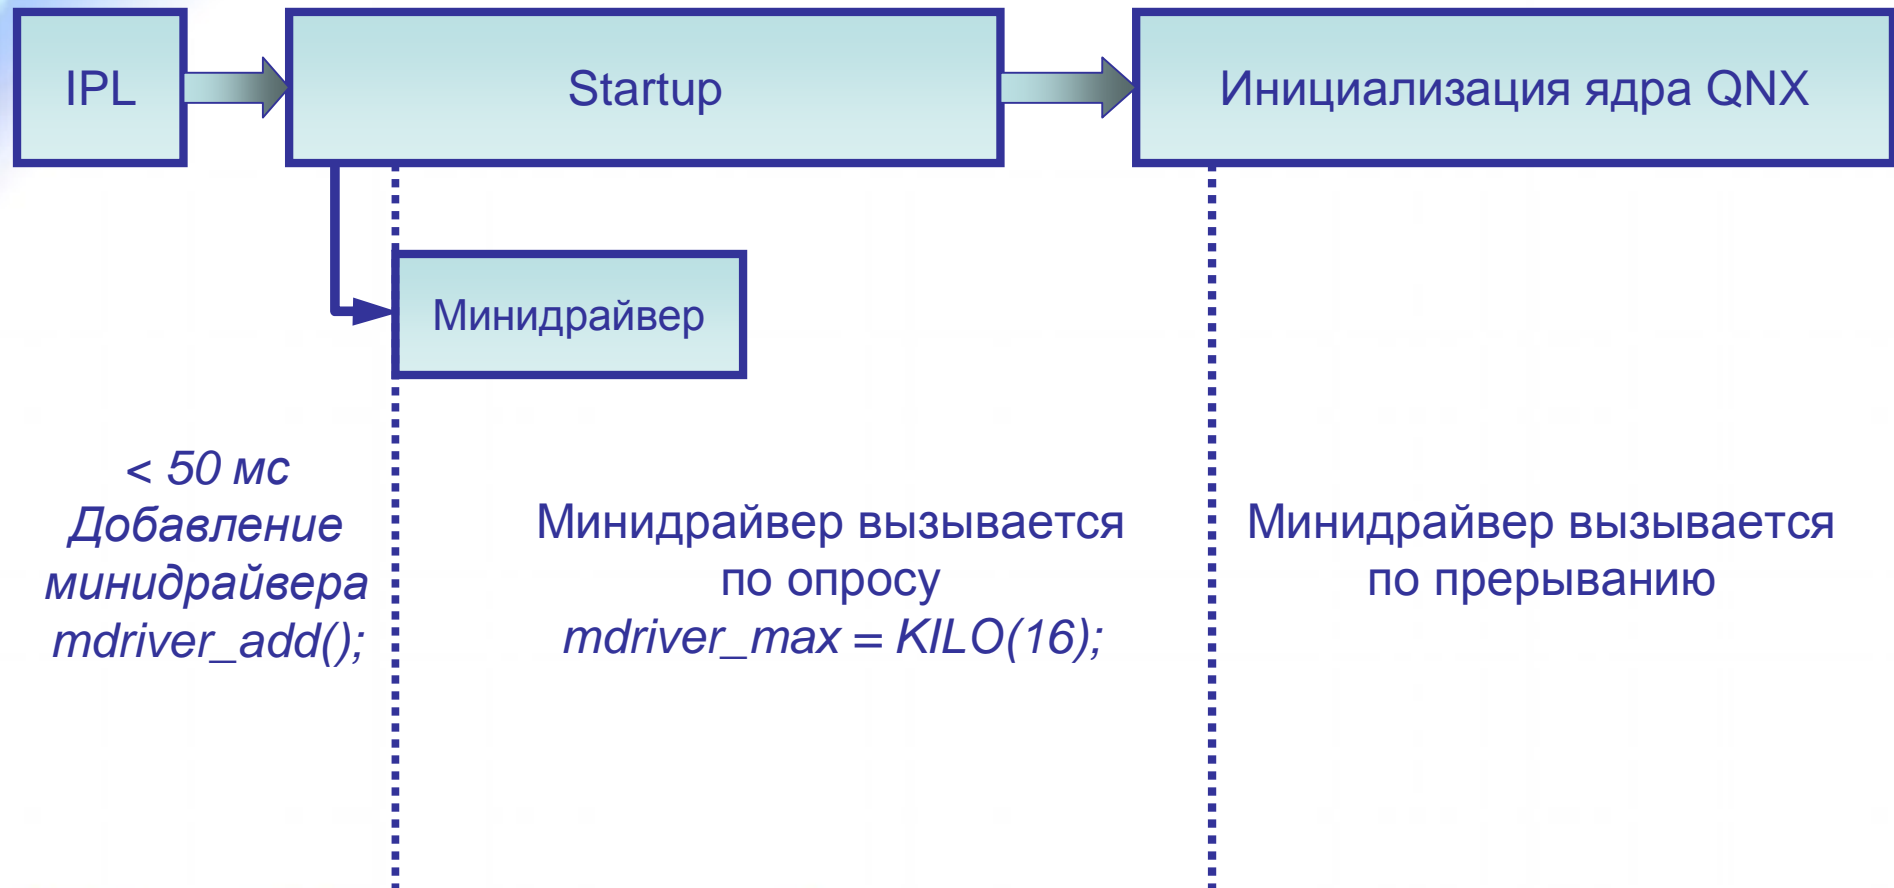 IPL
Startup
Инициализация ядра QNX
Минидрайвер
< 50 мс
Добавление
минидрайвера
mdriver_add();
Минидрайвер вызывается
по опросу
mdriver_max = KILO(16);
Минидрайвер вызывается
по прерыванию